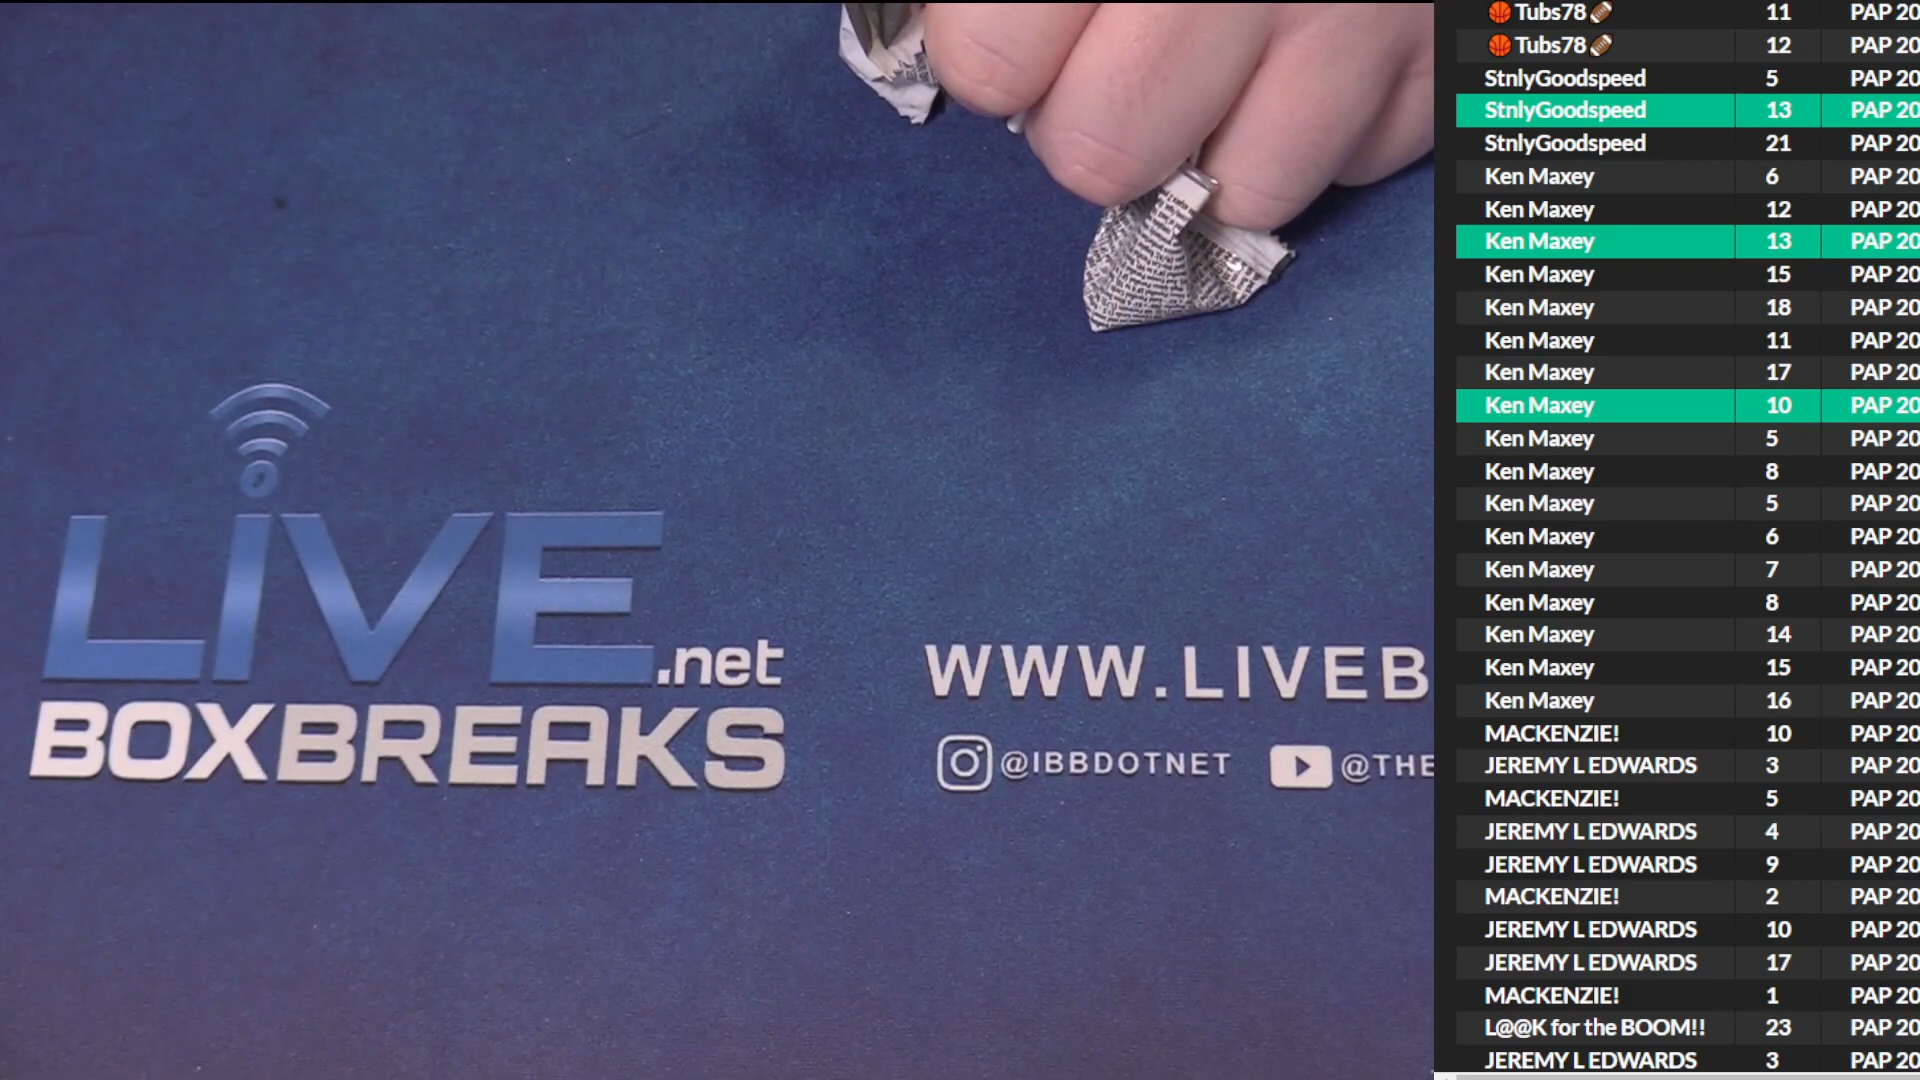 LIVE.net
BOXBREAKS
WWW.LIVEB
@IBBDOTNET
@THE
🏀 Tubs78🏈 11 PAP 20
🏀 Tubs78🏈 12 PAP 20
StnlyGoodspeed 5 PAP 20
StnlyGoodspeed 13 PAP 20
StnlyGoodspeed 21 PAP 20
Ken Maxey 6 PAP 20
Ken Maxey 12 PAP 20
Ken Maxey 13 PAP 20
Ken Maxey 15 PAP 20
Ken Maxey 18 PAP 20
Ken Maxey 11 PAP 20
Ken Maxey 17 PAP 20
Ken Maxey 10 PAP 20
Ken Maxey 5 PAP 20
Ken Maxey 8 PAP 20
Ken Maxey 5 PAP 20
Ken Maxey 6 PAP 20
Ken Maxey 7 PAP 20
Ken Maxey 8 PAP 20
Ken Maxey 14 PAP 20
Ken Maxey 15 PAP 20
Ken Maxey 16 PAP 20
MACKENZIE! 10 PAP 20
JEREMY L EDWARDS 3 PAP 20
MACKENZIE! 5 PAP 20
JEREMY L EDWARDS 4 PAP 20
JEREMY L EDWARDS 9 PAP 20
MACKENZIE! 2 PAP 20
JEREMY L EDWARDS 10 PAP 20
JEREMY L EDWARDS 17 PAP 20
MACKENZIE! 1 PAP 20
L@@K for the BOOM!! 23 PAP 20
JEREMY L EDWARDS 3 PAP 20